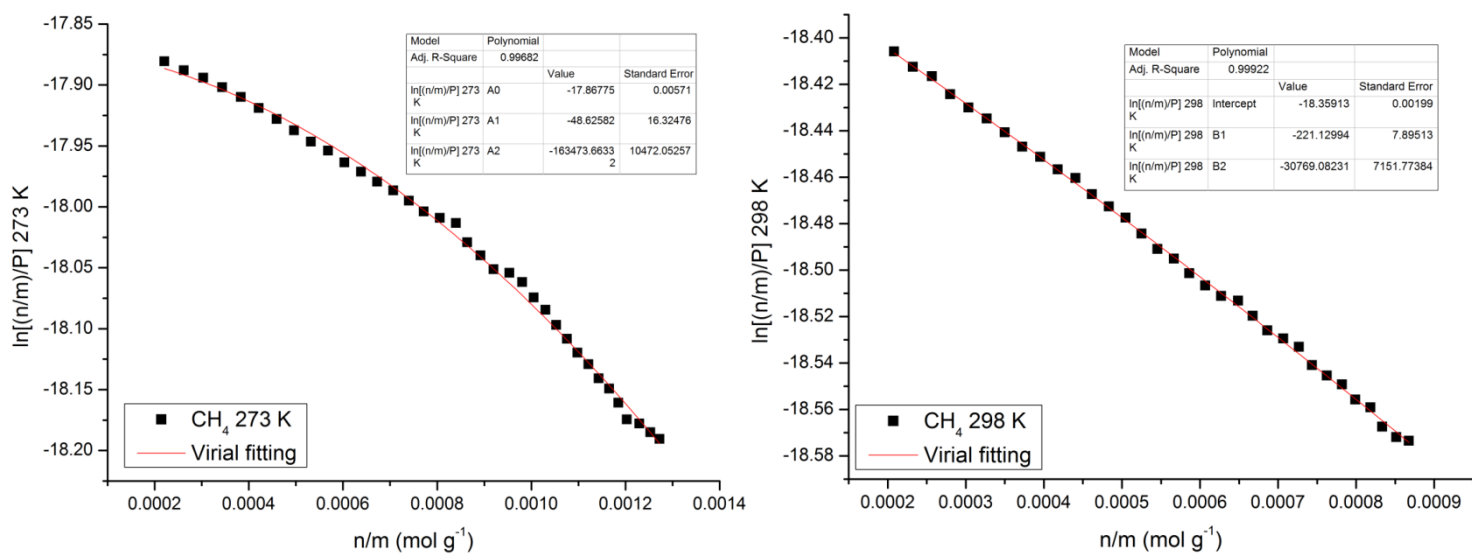 -17.85
-17.90
-17.95
-18.00
-18.05
-18.10
-18.15
-18.20
ln[(n/m)/P] 273 K
Model Polynomial
Adj. R-Square 0.99682
Value Standard Error
ln[(n/m)/P] 273 K A0 -17.86775 0.00571
ln[(n/m)/P] 273 K A1 -48.62582 16.32476
ln[(n/m)/P] 273 K A2 -163473.66332 10472.05257
CH4 273 K
Virial fitting
0.0002 0.0004 0.0006 0.0008 0.0010 0.0012 0.0014
n/m (mol g-1)
-18.40
-18.42
-18.44
-18.46
-18.48
-18.50
-18.52
-18.54
-18.56
-18.58
ln[(n/m)/P] 298 K
Model Polynomial
Adj. R-Square 0.99922
Value Standard Error
ln[(n/m)/P] 298 K Intercept -18.35913 0.00199
ln[(n/m)/P] 298 K B1 -221.12994 7.89513
ln[(n/m)/P] 298 K B2 -30769.08231 7151.77384
CH4 298 K
Virial fitting
0.0002 0.0003 0.0004 0.0005 0.0006 0.0007 0.0008 0.0009
n/m (mol g-1)